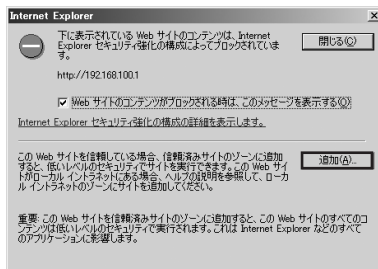 Internet Explorer
下に表示されている Web サイトのコンテンツは、Internet
Explorer セキュリティ強化の構成によってブロックされていま
す。
閉じる(C)
http://192.168.100.1
Web サイトのコンテンツがブロックされる時は、このメッセージを表示する(O)
Internet Explorer セキュリティ強化の構成の詳細を表示します。
この Web サイトを信頼している場合、信頼済みサイトのゾーンに追加
すると、低いレベルのセキュリティでサイトを実行できます。この Web サイ
トがローカル イントラネットにある場合、ヘルプの説明を参照して、ローカ
ル イントラネットのゾーンにサイトを追加してください。
追加(A)...
重要: この Web サイトを信頼済みサイトのゾーンに追加すると、この Web サイトのすべてのコ
ンテンツは低いレベルのセキュリティで実行されます。これは Internet Explorer などのすべて
のアプリケーションに影響します。